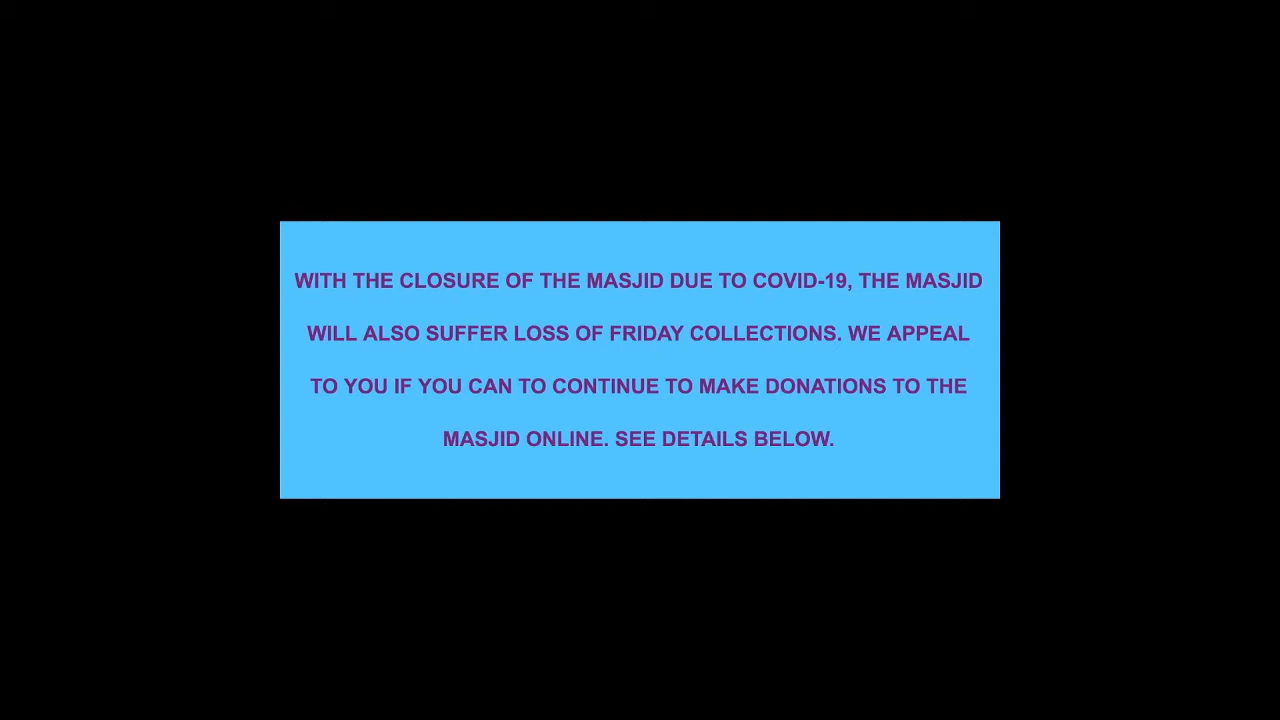 WITH THE CLOSURE OF THE MASJID DUE TO COVID-19, THE MASJID
WILL ALSO SUFFER LOSS OF FRIDAY COLLECTIONS. WE APPEAL
TO YOU IF YOU CAN TO CONTINUE TO MAKE DONATIONS TO THE
MASJID ONLINE. SEE DETAILS BELOW.